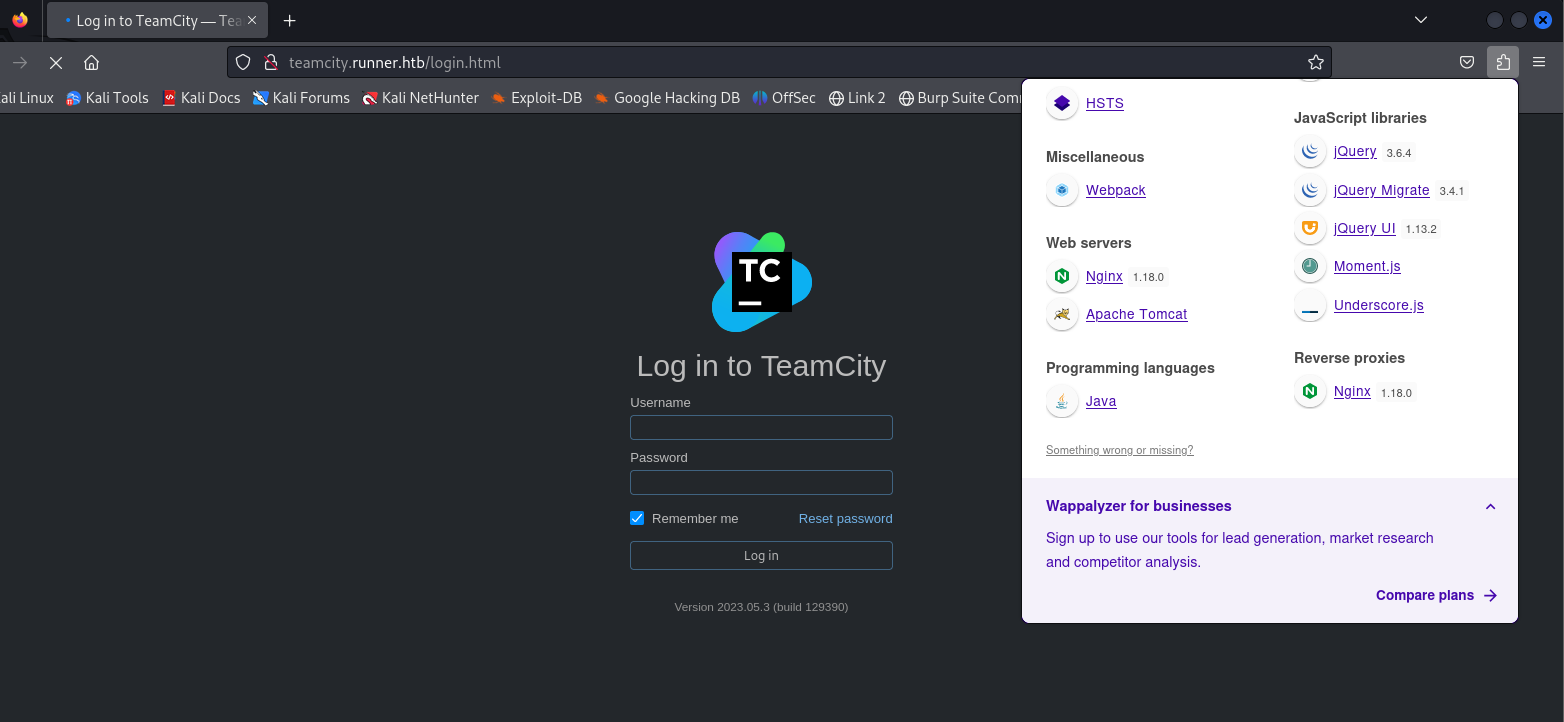 Log in to TeamCity — Tea
teamcity.runner.htb/login.html
ali Linux Kali Tools Kali Docs Kali Forums Kali NetHunter Exploit-DB Google Hacking DB OffSec Link 2 Burp Suite Com
TC
Log in to TeamCity
Username
Password
Remember me Reset password
Log in
Version 2023.05.3 (build 129390)
HSTS
Miscellaneous
Webpack
Web servers
Nginx 1.18.0
Apache Tomcat
Programming languages
Java
JavaScript libraries
jQuery 3.6.4
jQuery Migrate 3.4.1
jQuery UI 1.13.2
Moment.js
Underscore.js
Reverse proxies
Nginx 1.18.0
Something wrong or missing?
Wappalyzer for businesses
Sign up to use our tools for lead generation, market research
and competitor analysis.
Compare plans